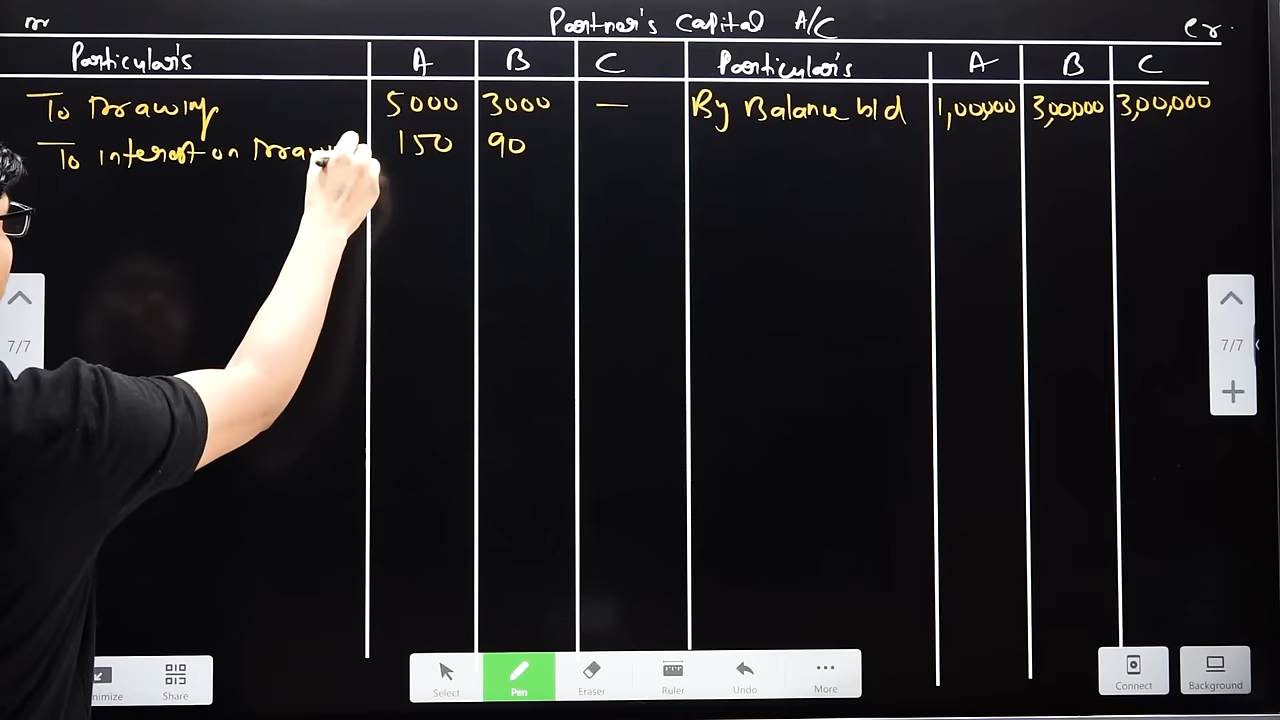 Partner's Capital A/C
Cr.
Particulars A B C Particulars A B C
To Drawing 5000 3000 — By Balance b/d 1,00,000 3,00,000 3,00,000
To interest on 150 90
7/7
7/7
Share
Select
Pen
Eraser
Ruler
Undo
More
Connect
Background